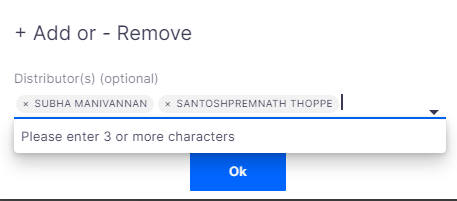 + Add or - Remove
Distributor(s) (optional)
× SUBHA MANIVANNAN × SANTOSHPREMNATH THOPPE
Please enter 3 or more characters
Ok